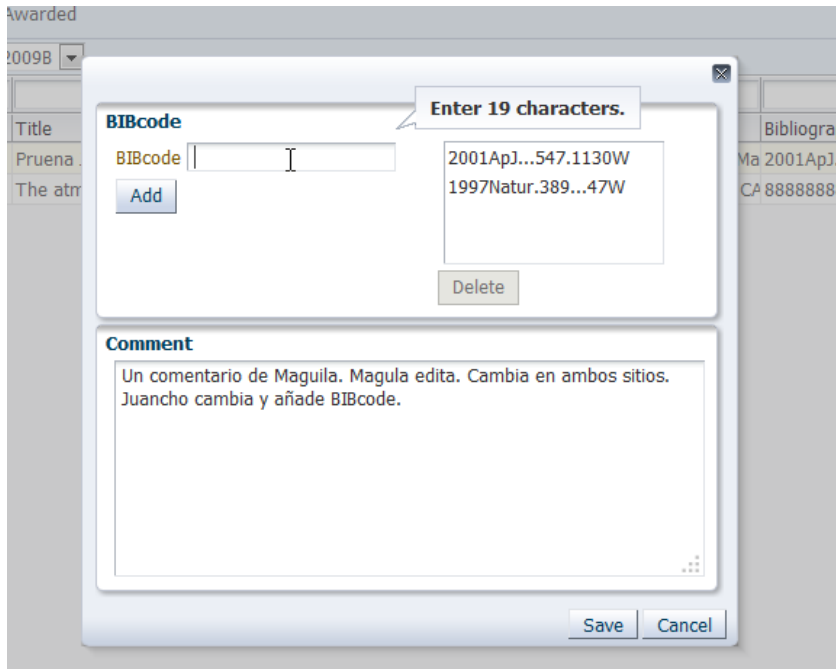 Awarded
2009B
Title
Bibliogra
Pruena .
Ma 2001ApJ.
The atm
CA 8888888
Enter 19 characters.
BIBcode
BIBcode
2001ApJ...547.1130W
1997Natur.389...47W
Add
Delete
Comment
Un comentario de Maguila. Magula edita. Cambia en ambos sitios.
Juancho cambia y añade BIBcode.
Save Cancel